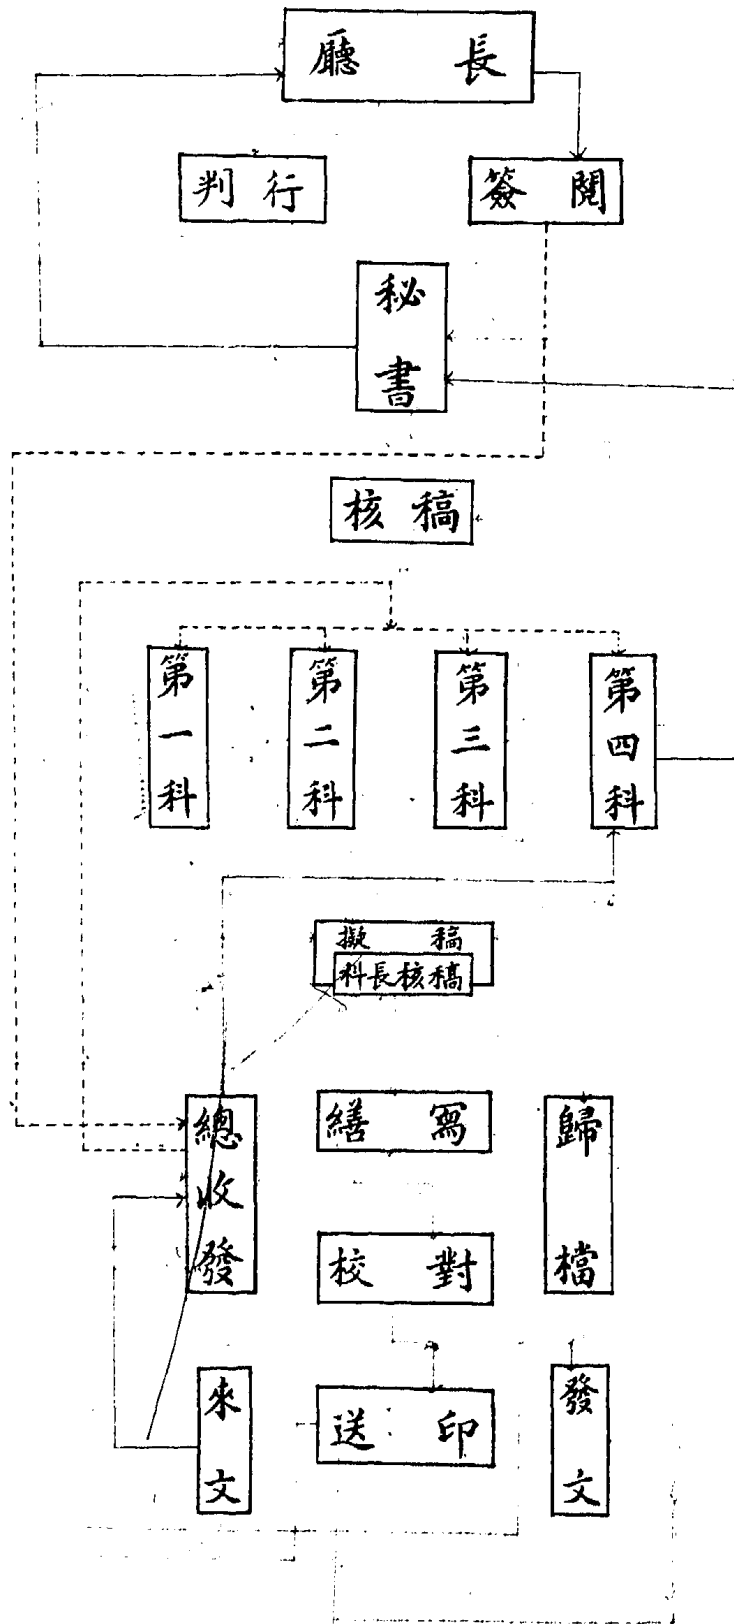 廳長
判行
簽閱
秘書
核稿
第一科
第二科
第三科
第四科
擬稿
科長核稿
總收發
繕寫
歸檔
校對
來文
送印
發文